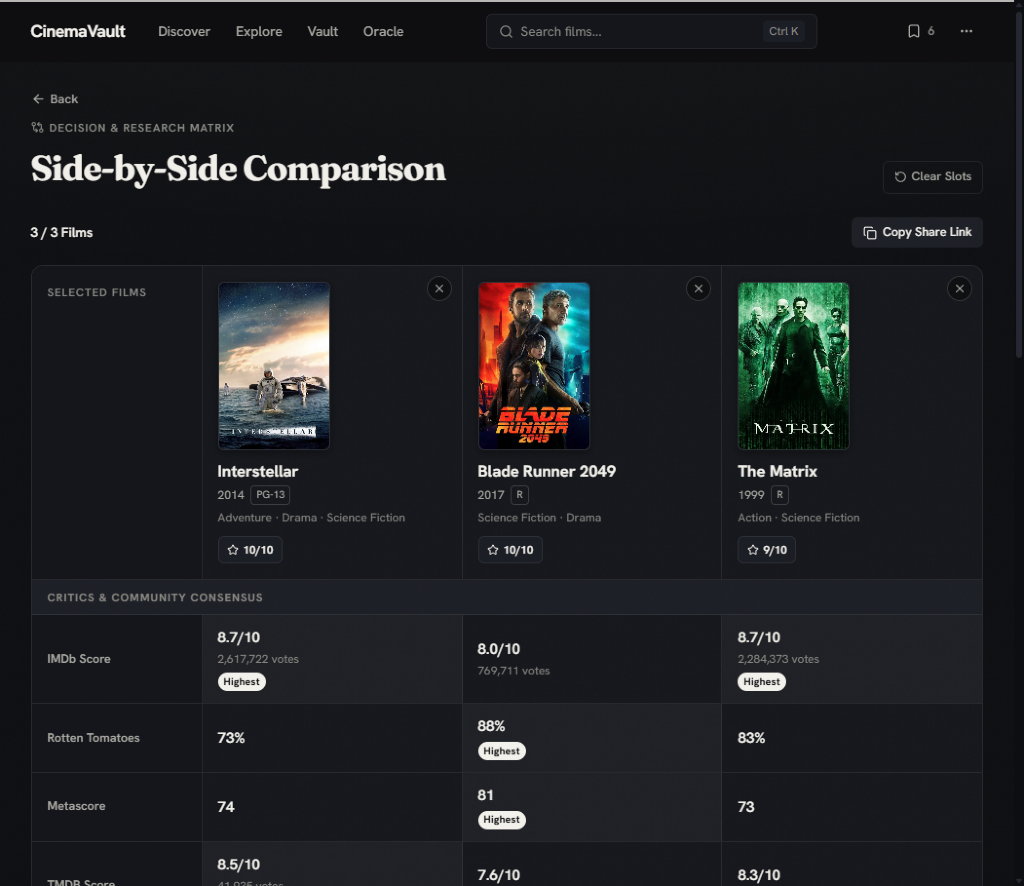 CinemaVault
Discover
Explore
Vault
Oracle
Search films...
Ctrl K
6
Back
DECISION & RESEARCH MATRIX
Side-by-Side Comparison
Clear Slots
3 / 3 Films
Copy Share Link
SELECTED FILMS
INTERSTELLAR
BLADE
RUNNER
2049
MATRIX
Interstellar
Blade Runner 2049
The Matrix
2014 PG-13
2017 R
1999 R
Adventure · Drama · Science Fiction
Science Fiction · Drama
Action · Science Fiction
10/10
10/10
9/10
CRITICS & COMMUNITY CONSENSUS
IMDb Score
8.7/10
2,617,722 votes
Highest
8.0/10
769,711 votes
8.7/10
2,284,373 votes
Highest
Rotten Tomatoes
73%
88%
Highest
83%
Metascore
74
81
Highest
73
TMDB Score
8.5/10
7.6/10
8.3/10